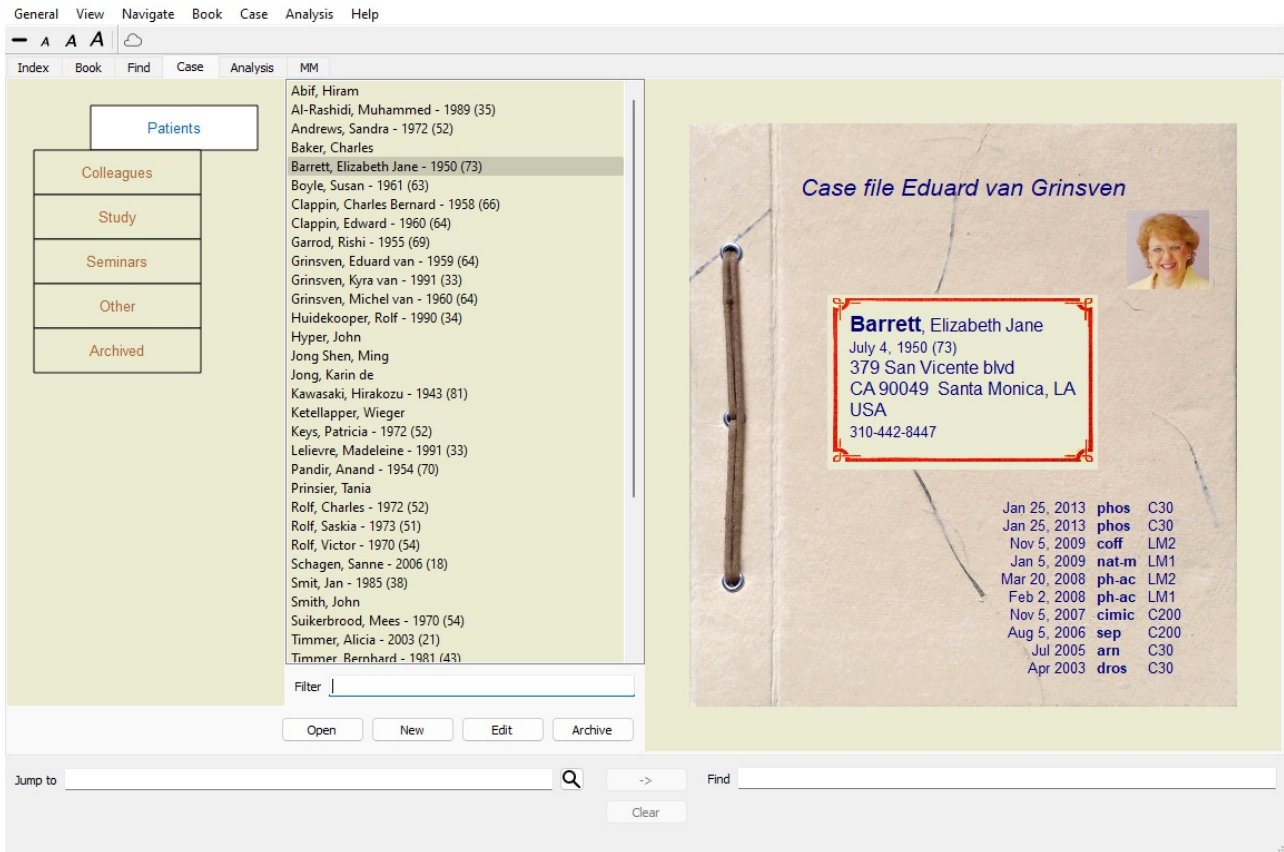 General View Navigate Book Case Analysis Help
A A A
Index Book Find Case Analysis MM
Patients
Colleagues
Study
Seminars
Other
Archived
Abif, Hiram
Al-Rashidi, Muhammed - 1989 (35)
Andrews, Sandra - 1972 (52)
Baker, Charles
Barrett, Elizabeth Jane - 1950 (73)
Boyle, Susan - 1961 (63)
Clappin, Charles Bernard - 1958 (66)
Clappin, Edward - 1960 (64)
Garrod, Rishi - 1955 (69)
Grinsven, Eduard van - 1959 (64)
Grinsven, Kyra van - 1991 (33)
Grinsven, Michel van - 1960 (64)
Huidekooper, Rolf - 1990 (34)
Hyper, John
Jong Shen, Ming
Jong, Karin de
Kawasaki, Hirakozu - 1943 (81)
Ketellapper, Wieger
Keys, Patricia - 1972 (52)
Lelievre, Madeleine - 1991 (33)
Pandir, Anand - 1954 (70)
Prinsier, Tania
Rolf, Charles - 1972 (52)
Rolf, Saskia - 1973 (51)
Rolf, Victor - 1970 (54)
Schagen, Sanne - 2006 (18)
Smit, Jan - 1985 (38)
Smith, John
Suikerbrood, Mees - 1970 (54)
Timmer, Alicia - 2003 (21)
Timmer, Bernhard - 1981 (43)
Filter
Open New Edit Archive
Case file Eduard van Grinsven
Barrett, Elizabeth Jane
July 4, 1950 (73)
379 San Vicente blvd
CA 90049 Santa Monica, LA
USA
310-442-8447
Jan 25, 2013 phos C30
Jan 25, 2013 phos C30
Nov 5, 2009 coff LM2
Jan 5, 2009 nat-m LM1
Mar 20, 2008 ph-ac LM2
Feb 2, 2008 ph-ac LM1
Nov 5, 2007 cimic C200
Aug 5, 2006 sep C200
Jul 2005 arn C30
Apr 2003 dros C30
Jump to -> Find
Clear